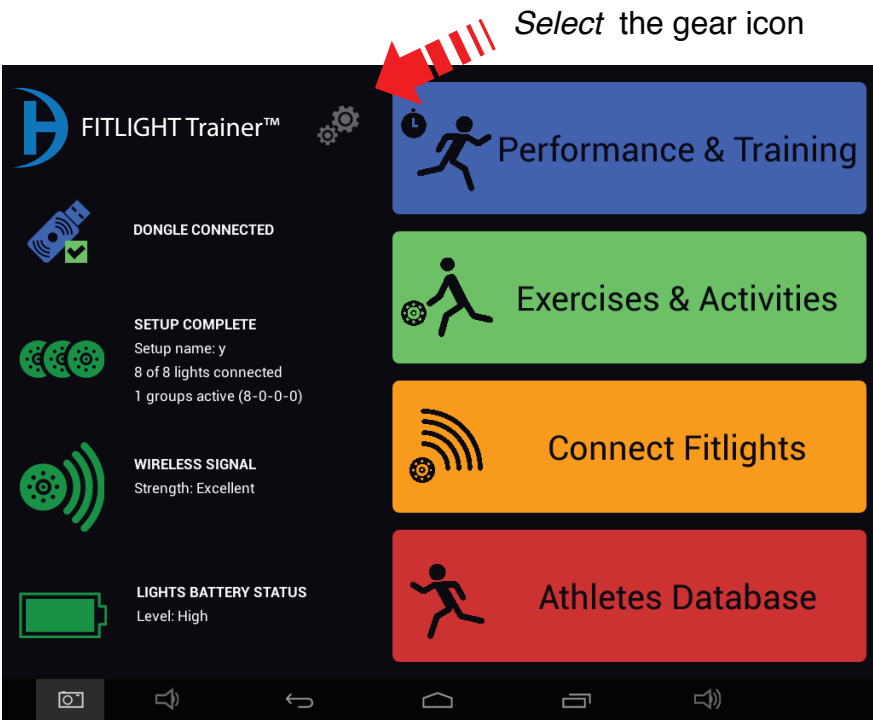 Select the gear icon
FITLIGHT Trainer™
DONGLE CONNECTED
SETUP COMPLETE
Setup name: y
8 of 8 lights connected
1 groups active (8-0-0-0)
WIRELESS SIGNAL
Strength: Excellent
LIGHTS BATTERY STATUS
Level: High
Performance & Training
Exercises & Activities
Connect Fitlights
Athletes Database